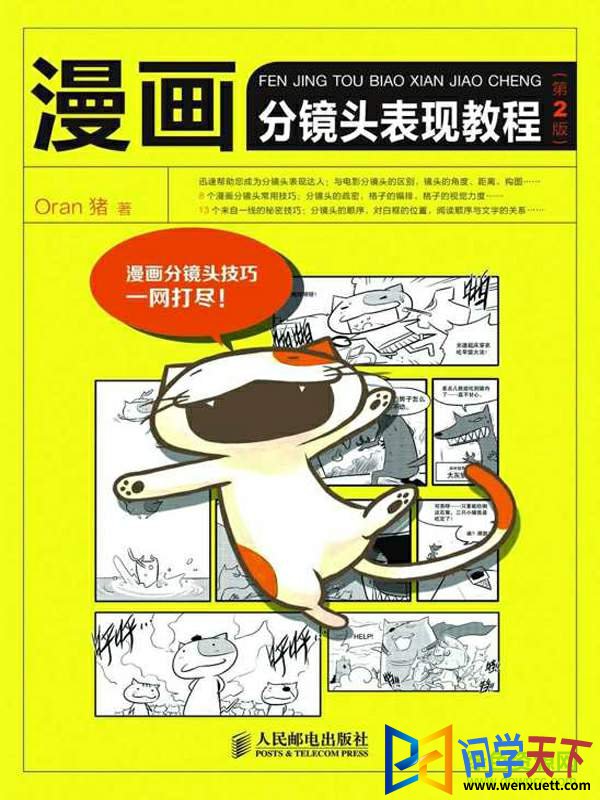 漫画
FEN JING TOU BIAO XIAN JIAO CHENG
分镜头表现教程
(第2版)
Oran 猪 著
迅速帮助您成为分镜头表现达人:与电影分镜头的区别,镜头的角度、距离、构图……
8个漫画分镜头常用技巧:分镜头的疏密,格子的编排,格子的视觉力度……
13个来自一线的秘密技巧:分镜头的顺序,对白框的位置,阅读顺序与文字的关系……
漫画分镜头技巧
一网打尽!
HELP!
呼呼
呼呼
人民邮电出版社
POSTS & TELECOM PRESS
问学天下
www.wenxuett.com